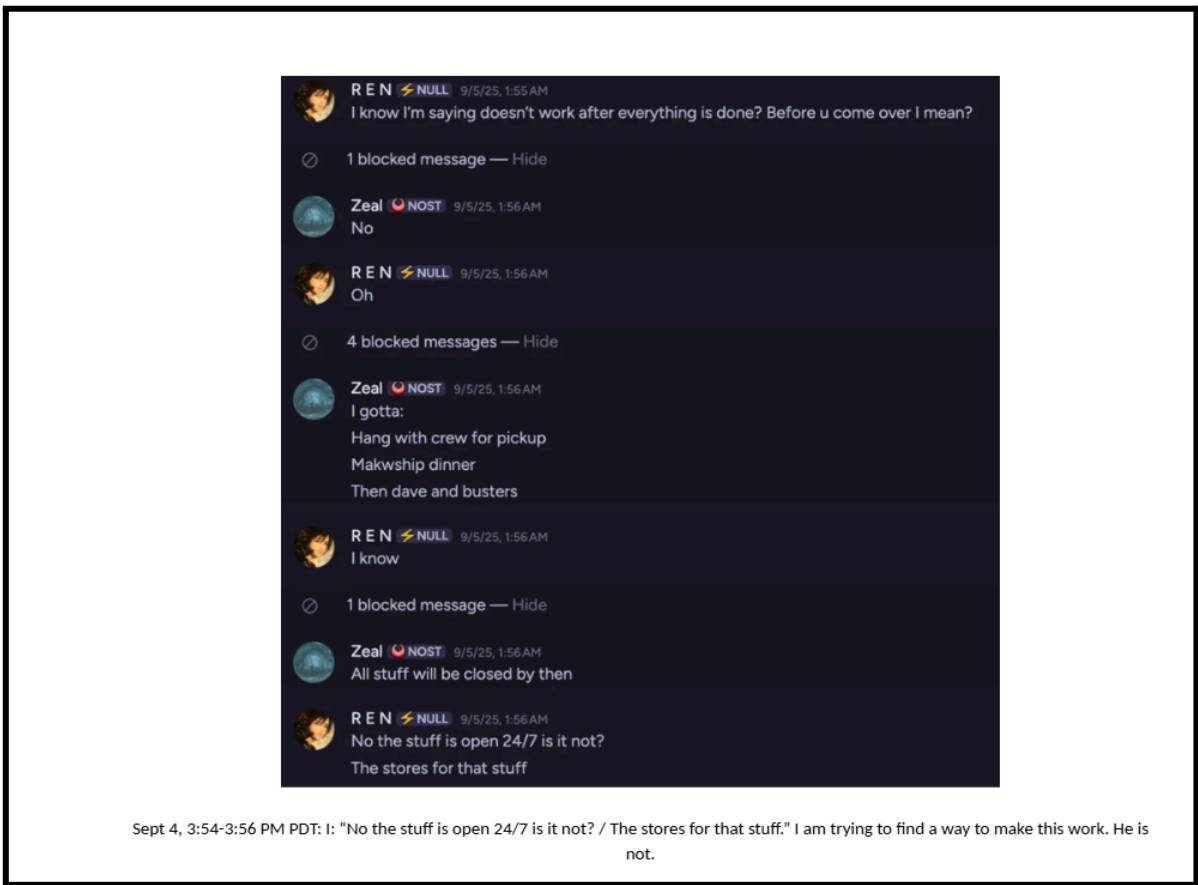 R E N ⚡ NULL 9/5/25, 1:55 AM
I know I'm saying doesn't work after everything is done? Before u come over I mean?
1 blocked message — Hide
Zeal NOST 9/5/25, 1:56 AM
No
R E N ⚡ NULL 9/5/25, 1:56 AM
Oh
4 blocked messages — Hide
Zeal NOST 9/5/25, 1:56 AM
I gotta:
Hang with crew for pickup
Makwship dinner
Then dave and busters
R E N ⚡ NULL 9/5/25, 1:56 AM
I know
1 blocked message — Hide
Zeal NOST 9/5/25, 1:56 AM
All stuff will be closed by then
R E N ⚡ NULL 9/5/25, 1:56 AM
No the stuff is open 24/7 is it not?
The stores for that stuff
Sept 4, 3:54-3:56 PM PDT: I: “No the stuff is open 24/7 is it not? / The stores for that stuff.” I am trying to find a way to make this work. He is
not.